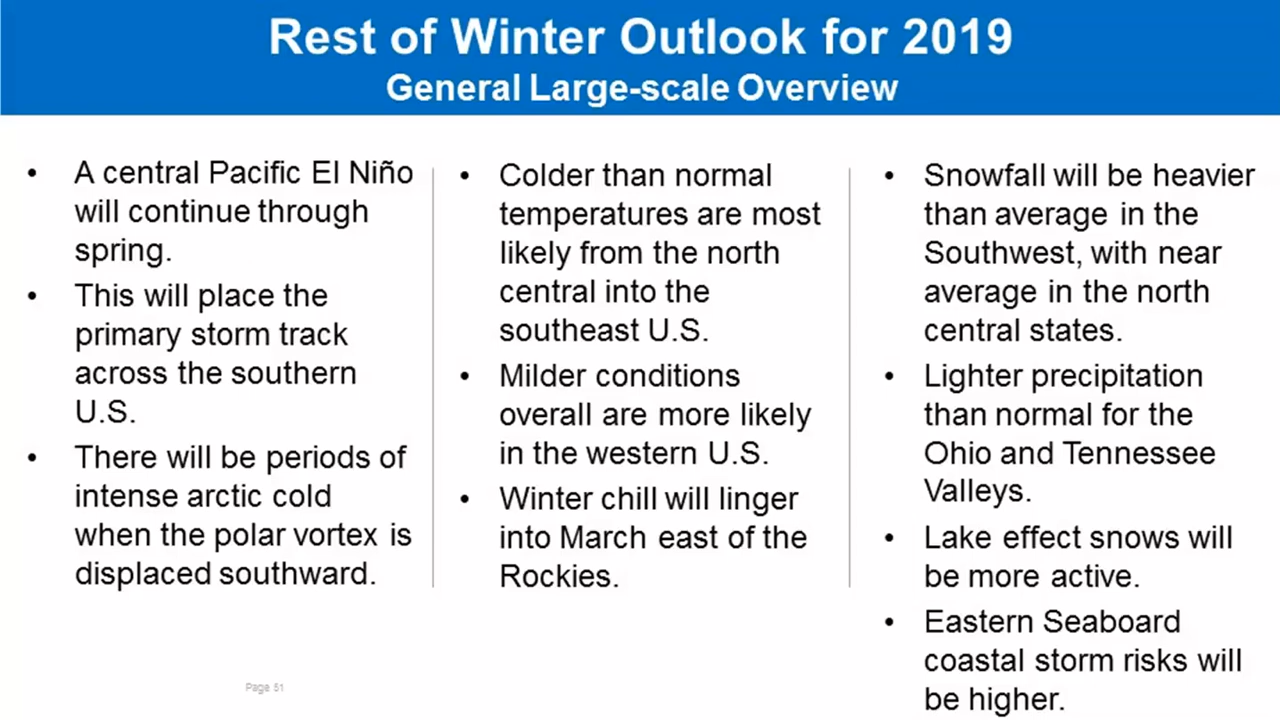 Rest of Winter Outlook for 2019
General Large-scale Overview
• A central Pacific El Niño
will continue through
spring.
• This will place the
primary storm track
across the southern
U.S.
• There will be periods of
intense arctic cold
when the polar vortex is
displaced southward.
• Colder than normal
temperatures are most
likely from the north
central into the
southeast U.S.
• Milder conditions
overall are more likely
in the western U.S.
• Winter chill will linger
into March east of the
Rockies.
• Snowfall will be heavier
than average in the
Southwest, with near
average in the north
central states.
• Lighter precipitation
than normal for the
Ohio and Tennessee
Valleys.
• Lake effect snows will
be more active.
• Eastern Seaboard
coastal storm risks will
be higher.
Page 51